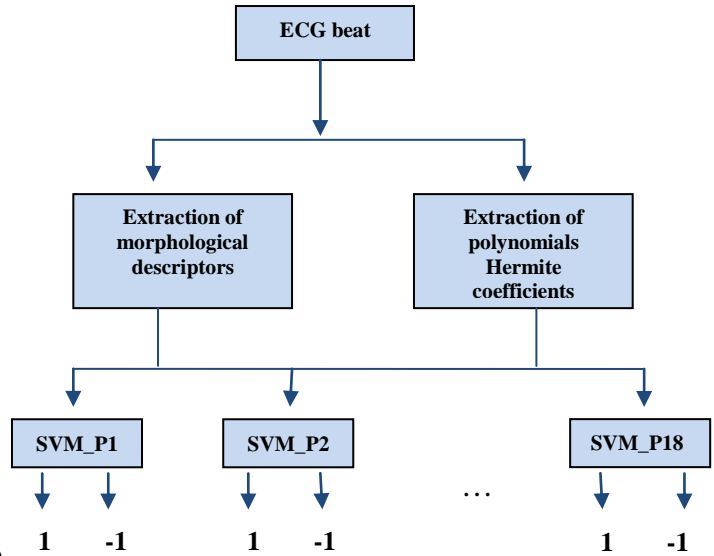 ECG beat
Extraction of
morphological
descriptors
Extraction of
polynomials
Hermite
coefficients
SVM_P1
SVM_P2
SVM_P18
...
1 -1 1 -1 1 -1